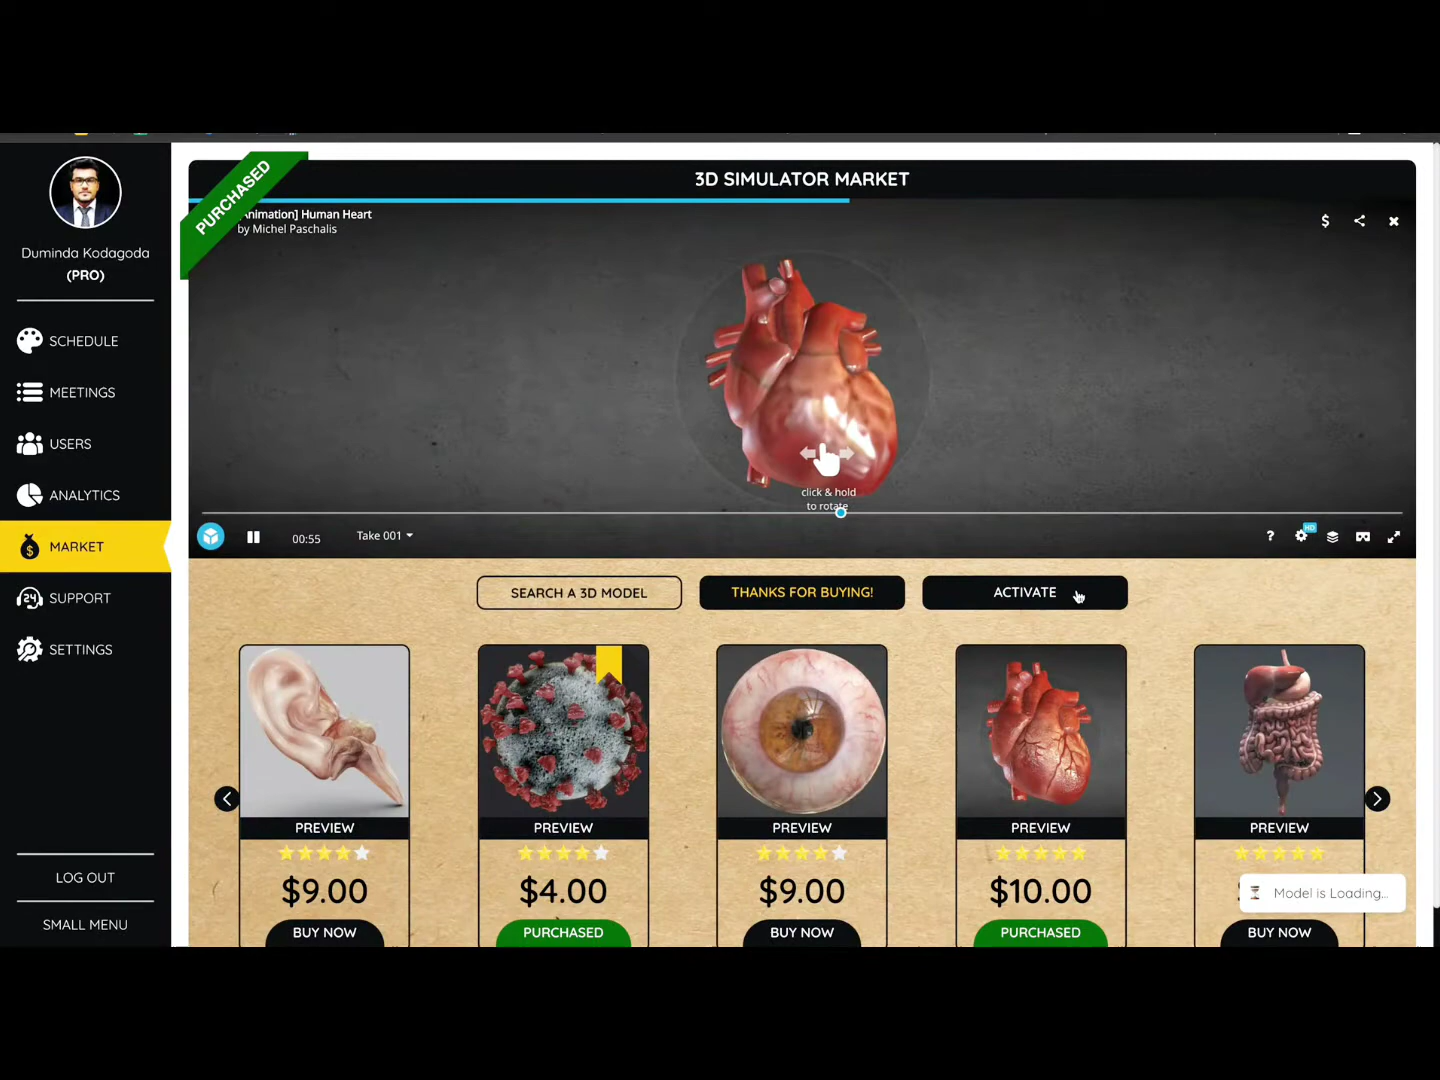 3D SIMULATOR MARKET
PURCHASED
Animation] Human Heart
by Michel Paschalis
$
Duminda Kodagoda
(PRO)
SCHEDULE
MEETINGS
USERS
ANALYTICS
MARKET
24 SUPPORT
SETTINGS
LOG OUT
SMALL MENU
click & hold
to rotate
00:55
Take 001
?
HD
SEARCH A 3D MODEL
THANKS FOR BUYING!
ACTIVATE
PREVIEW
PREVIEW
PREVIEW
PREVIEW
PREVIEW
$9.00
$4.00
$9.00
$10.00
Model is Loading...
BUY NOW
PURCHASED
BUY NOW
PURCHASED
BUY NOW